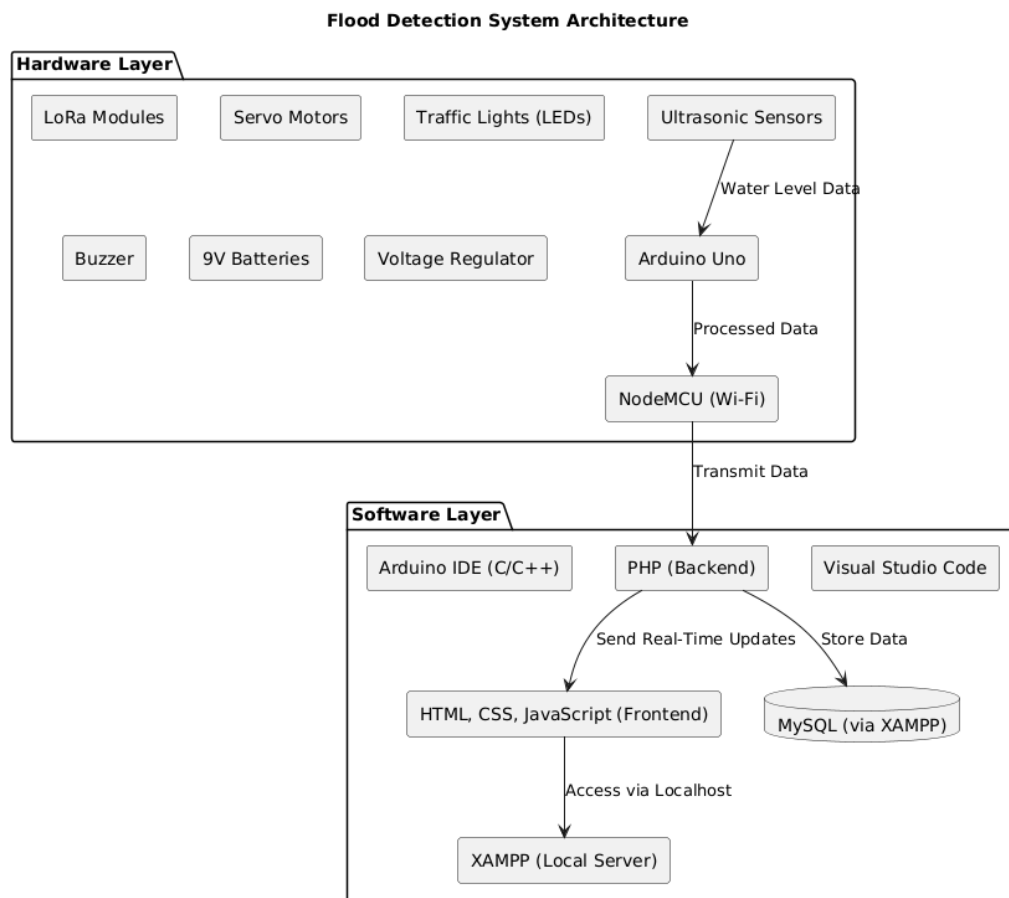 Flood Detection System Architecture
Hardware Layer
LoRa Modules
Servo Motors
Traffic Lights (LEDs)
Ultrasonic Sensors
Water Level Data
Buzzer
9V Batteries
Voltage Regulator
Arduino Uno
Processed Data
NodeMCU (Wi-Fi)
Transmit Data
Software Layer
Arduino IDE (C/C++)
PHP (Backend)
Visual Studio Code
Send Real-Time Updates
Store Data
HTML, CSS, JavaScript (Frontend)
MySQL (via XAMPP)
Access via Localhost
XAMPP (Local Server)